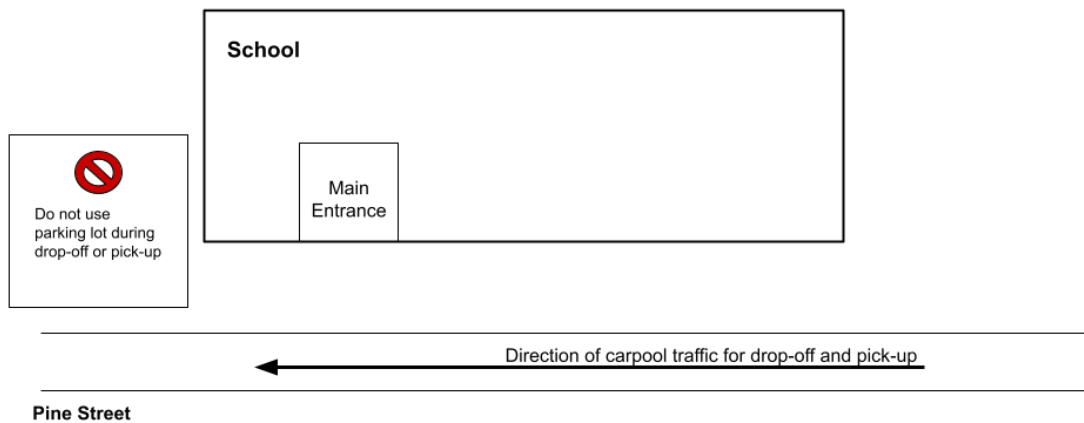 School
Main
Entrance
Do not use
parking lot during
drop-off or pick-up
Direction of carpool traffic for drop-off and pick-up
Pine Street